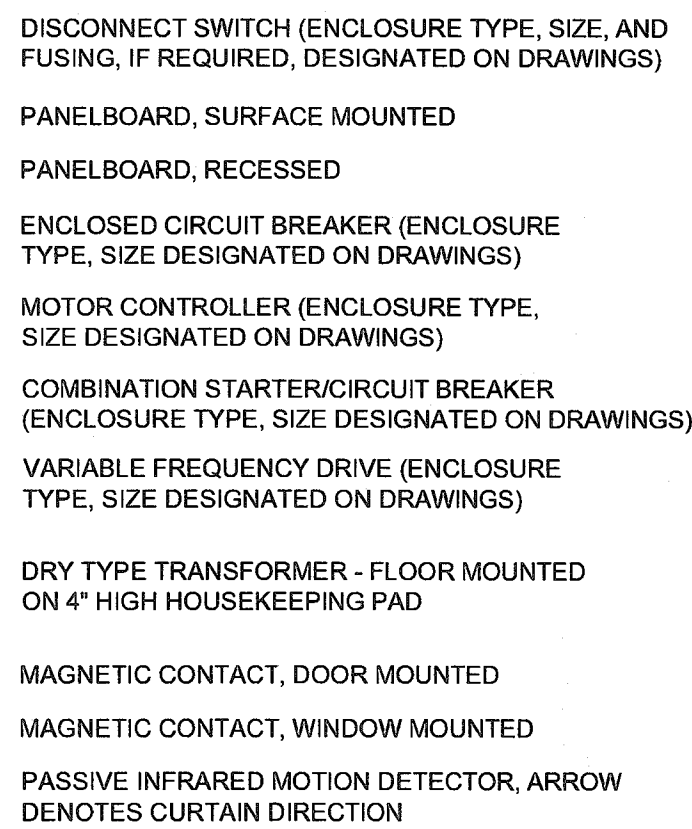 DISCONNECT SWITCH (ENCLOSURE TYPE, SIZE, AND
FUSING, IF REQUIRED, DESIGNATED ON DRAWINGS)
PANELBOARD, SURFACE MOUNTED
PANELBOARD, RECESSED
ENCLOSED CIRCUIT BREAKER (ENCLOSURE
TYPE, SIZE DESIGNATED ON DRAWINGS)
MOTOR CONTROLLER (ENCLOSURE TYPE,
SIZE DESIGNATED ON DRAWINGS)
COMBINATION STARTER/CIRCUIT BREAKER
(ENCLOSURE TYPE, SIZE DESIGNATED ON DRAWINGS)
VARIABLE FREQUENCY DRIVE (ENCLOSURE
TYPE, SIZE DESIGNATED ON DRAWINGS)
DRY TYPE TRANSFORMER - FLOOR MOUNTED
ON 4" HIGH HOUSEKEEPING PAD
MAGNETIC CONTACT, DOOR MOUNTED
MAGNETIC CONTACT, WINDOW MOUNTED
PASSIVE INFRARED MOTION DETECTOR, ARROW
DENOTES CURTAIN DIRECTION